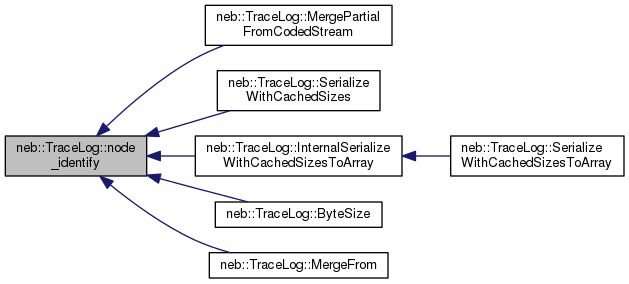 neb::TraceLog::MergePartial
FromCodedStream
neb::TraceLog::Serialize
WithCachedSizes
neb::TraceLog::node
_identify
neb::TraceLog::InternalSerialize
WithCachedSizesToArray
neb::TraceLog::Serialize
WithCachedSizesToArray
neb::TraceLog::ByteSize
neb::TraceLog::MergeFrom